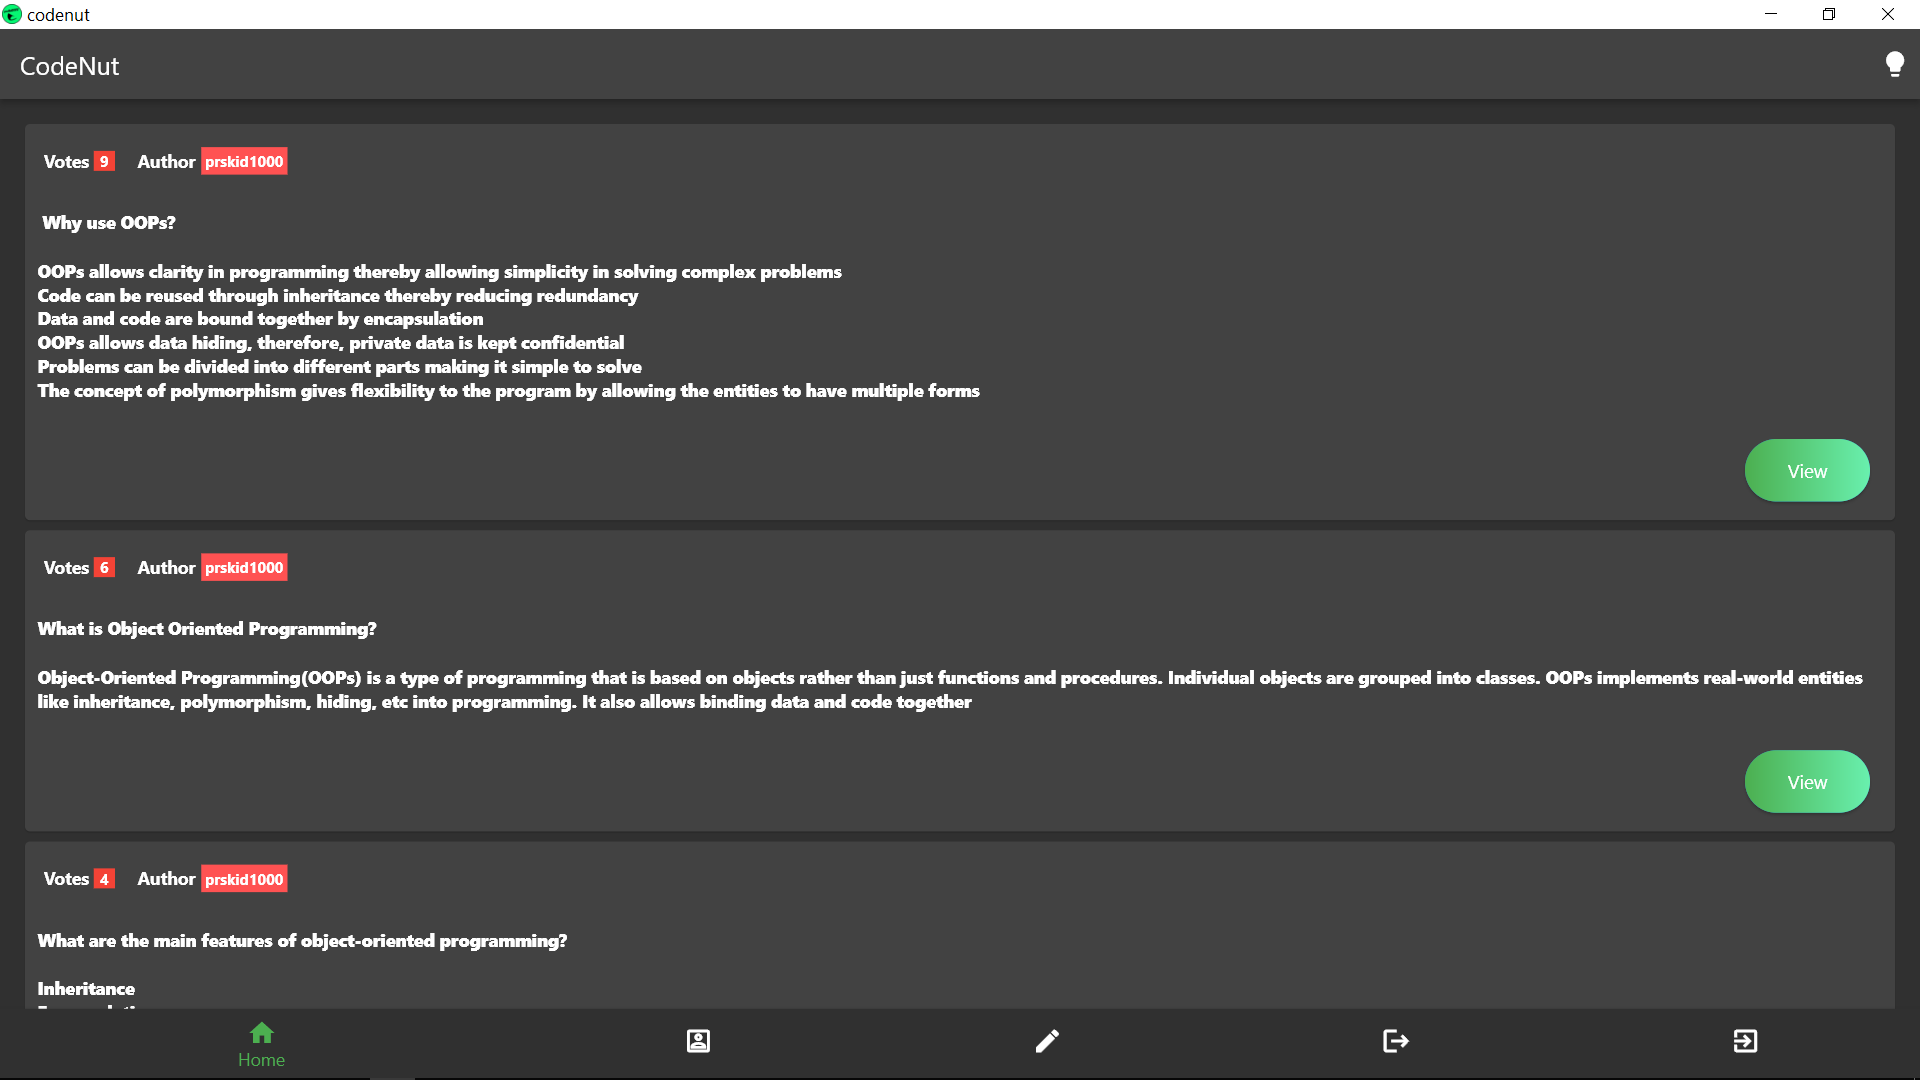 codenut
CodeNut
Votes 9 Author prskid1000
Why use OOPs?
OOPs allows clarity in programming thereby allowing simplicity in solving complex problems
Code can be reused through inheritance thereby reducing redundancy
Data and code are bound together by encapsulation
OOPs allows data hiding, therefore, private data is kept confidential
Problems can be divided into different parts making it simple to solve
The concept of polymorphism gives flexibility to the program by allowing the entities to have multiple forms
View
Votes 6 Author prskid1000
What is Object Oriented Programming?
Object-Oriented Programming(OOPs) is a type of programming that is based on objects rather than just functions and procedures. Individual objects are grouped into classes. OOPs implements real-world entities
like inheritance, polymorphism, hiding, etc into programming. It also allows binding data and code together
View
Votes 4 Author prskid1000
What are the main features of object-oriented programming?
Inheritance
Home